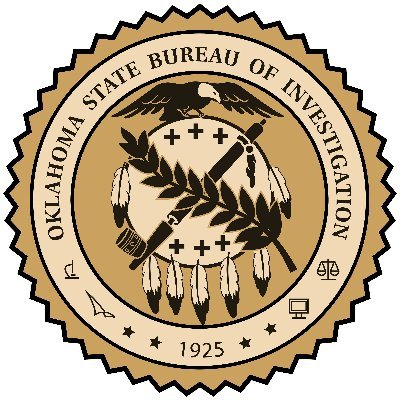 OKLAHOMA STATE BUREAU OF INVESTIGATION
1925